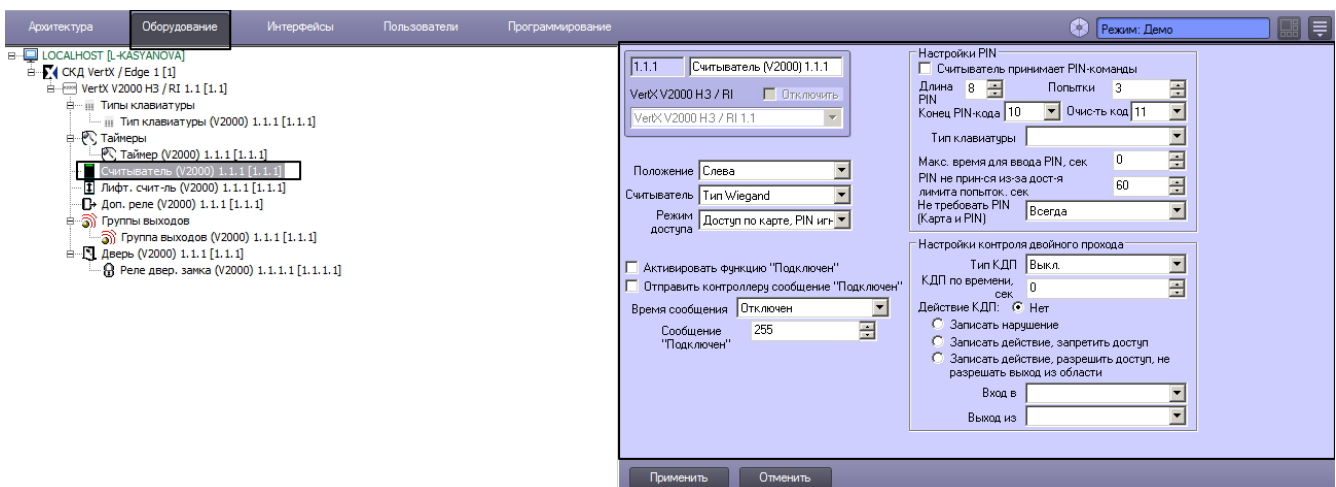 Архитектура Оборудование Интерфейсы Пользователи Программирование Режим: Демо
LOCALHOST [L-KASYANOVA]
СКД VertX / Edge 1 [1]
VertX V2000 H3 / RI 1.1 [1.1]
Типы клавиатуры
Тип клавиатуры (V2000) 1.1.1 [1.1.1]
Таймеры
Таймер (V2000) 1.1.1 [1.1.1]
Считыватель (V2000) 1.1.1 [1.1.1]
Лифт. счит-ль (V2000) 1.1.1 [1.1.1]
Доп. реле (V2000) 1.1.1 [1.1.1]
Группы выходов
Группа выходов (V2000) 1.1.1 [1.1.1]
Дверь (V2000) 1.1.1 [1.1.1]
Реле двер. замка (V2000) 1.1.1.1 [1.1.1.1]
1.1.1 Считыватель (V2000) 1.1.1
VertX V2000 H3 / RI Отключить
VertX V2000 H3 / RI 1.1
Положение Слева
Считыватель Тип Wiegand
Режим доступа Доступ по карте, PIN игн
Активировать функцию "Подключен"
Отправить контроллеру сообщение "Подключен"
Время сообщения Отключен
Сообщение 255
"Подключен"
Настройки PIN
Считыватель принимает PIN-команды
Длина PIN 8 Попытки 3
Конец PIN-кода 10 Очис-ть код 11
Тип клавиатуры
Макс. время для ввода PIN, сек 0
PIN не прин-ся из-за дост-я
лимита попыток. сек 60
Не требовать PIN
(Карта и PIN) Всегда
Настройки контроля двойного прохода
Тип КДП Выкл.
КДП по времени, сек 0
Действие КДП: Нет
Записать нарушение
Записать действие, запретить доступ
Записать действие, разрешить доступ, не
разрешать выход из области
Вход в
Выход из
Применить Отменить